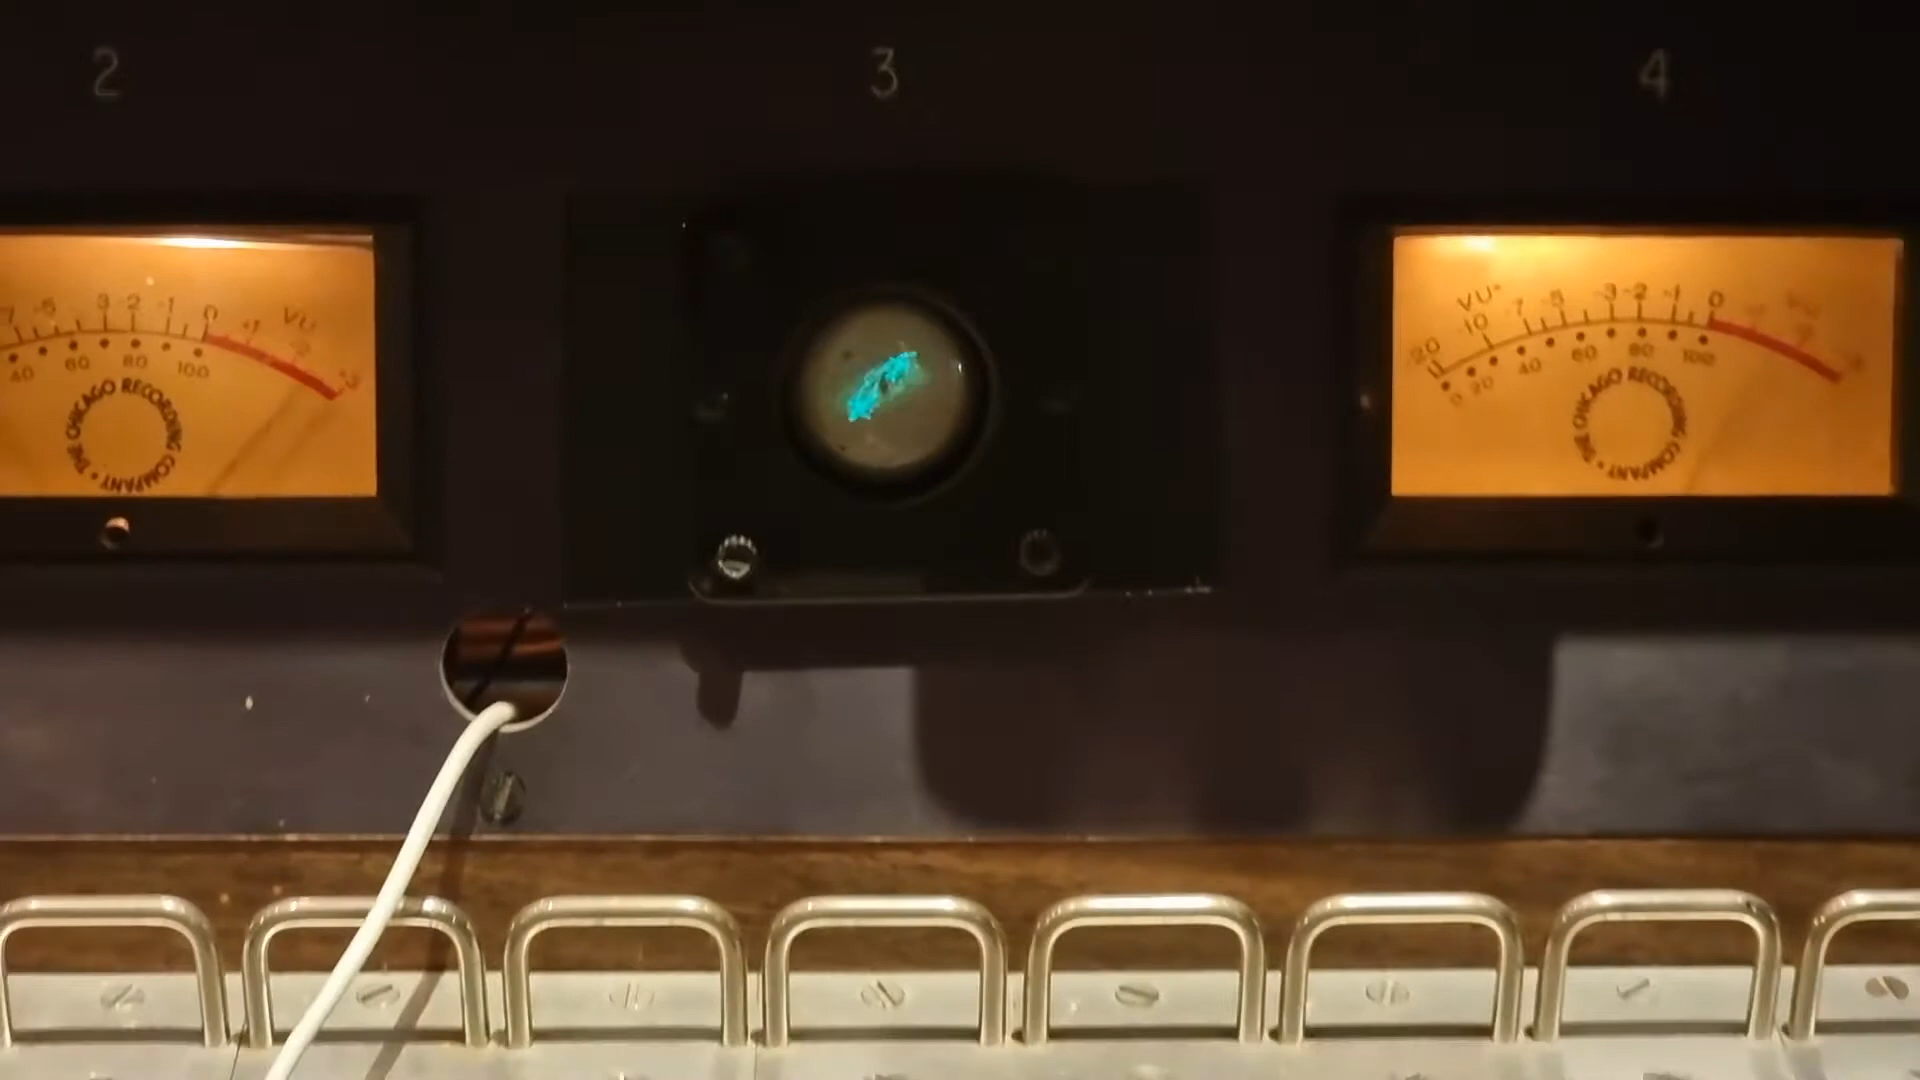 2
3
4
7 -5 3 2 -1 0 +1 VU
40 60 80 100
THE CHICAGO RECORDING COMPANY •
-20 -10 VU -7 -5 -3 -2 -1 0
0 20 40 60 80 100
THE CHICAGO RECORDING COMPANY •